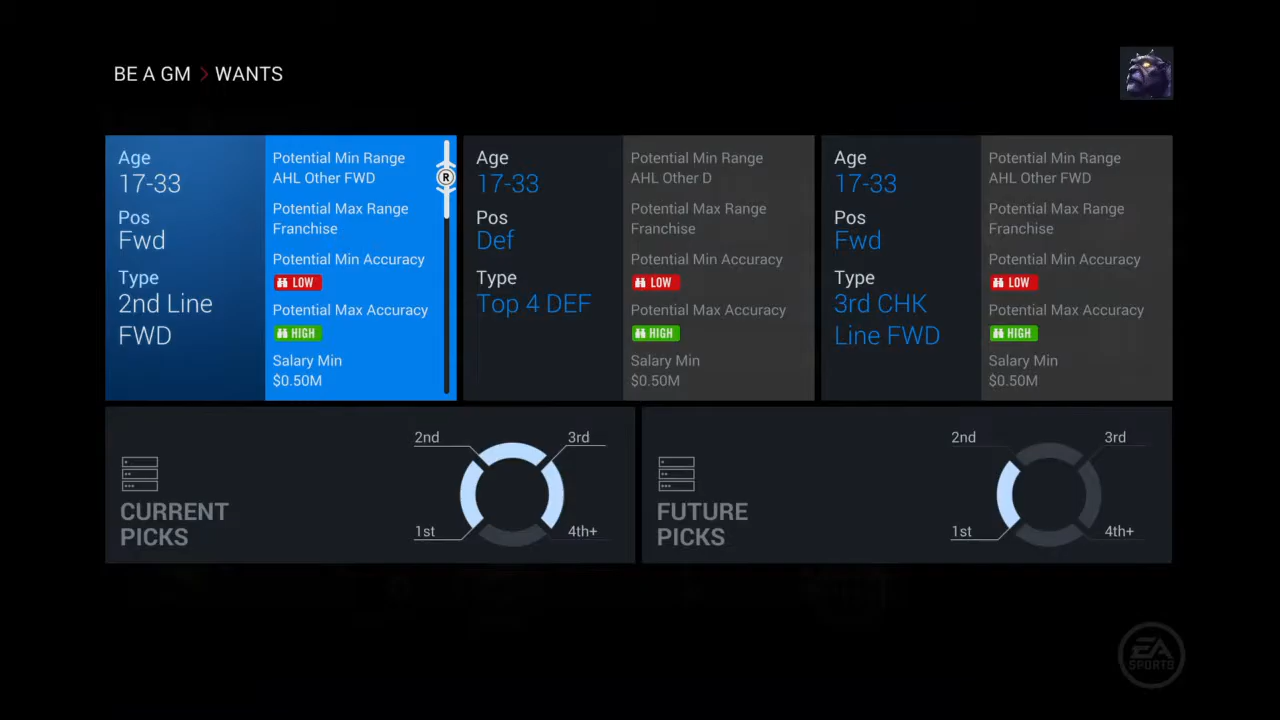 BE A GM > WANTS
Age
17-33
Pos
Fwd
Type
2nd Line
FWD
Potential Min Range
AHL Other FWD
Potential Max Range
Franchise
Potential Min Accuracy
LOW
Potential Max Accuracy
HIGH
Salary Min
$0.50M
R
Age
17-33
Pos
Def
Type
Top 4 DEF
Potential Min Range
AHL Other D
Potential Max Range
Franchise
Potential Min Accuracy
LOW
Potential Max Accuracy
HIGH
Salary Min
$0.50M
Age
17-33
Pos
Fwd
Type
3rd CHK
Line FWD
Potential Min Range
AHL Other FWD
Potential Max Range
Franchise
Potential Min Accuracy
LOW
Potential Max Accuracy
HIGH
Salary Min
$0.50M
CURRENT
PICKS
2nd
3rd
1st
4th+
FUTURE
PICKS
2nd
3rd
1st
4th+
EA
SPORTS